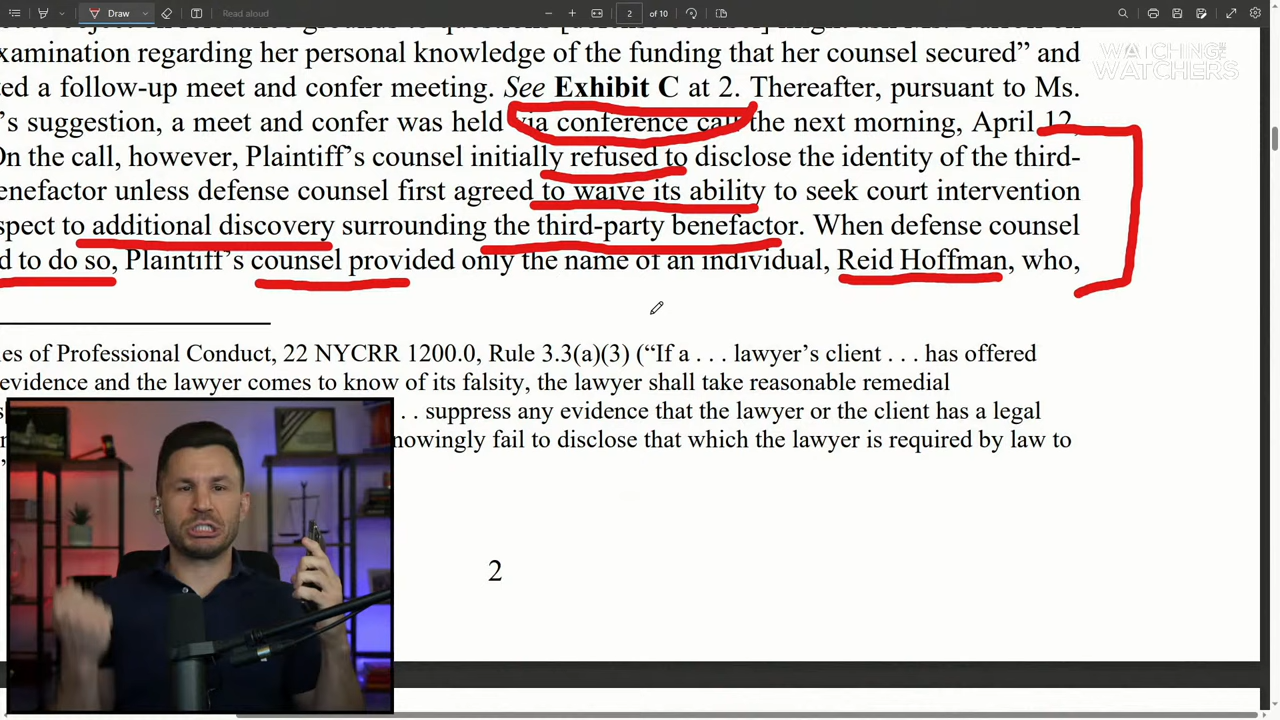 Draw
Read aloud
2
of 10
WATCHING THE
WATCHERS
xamination regarding her personal knowledge of the funding that her counsel secured” and
ted a follow-up meet and confer meeting. See Exhibit C at 2. Thereafter, pursuant to Ms.
’s suggestion, a meet and confer was held via conference call the next morning, April 12,
On the call, however, Plaintiff’s counsel initially refused to disclose the identity of the third-
enefactor unless defense counsel first agreed to waive its ability to seek court intervention
spect to additional discovery surrounding the third-party benefactor. When defense counsel
d to do so, Plaintiff’s counsel provided only the name of an individual, Reid Hoffman, who,
les of Professional Conduct, 22 NYCRR 1200.0, Rule 3.3(a)(3) (“If a . . . lawyer’s client . . . has offered
evidence and the lawyer comes to know of its falsity, the lawyer shall take reasonable remedial
. . suppress any evidence that the lawyer or the client has a legal
nowingly fail to disclose that which the lawyer is required by law to
2